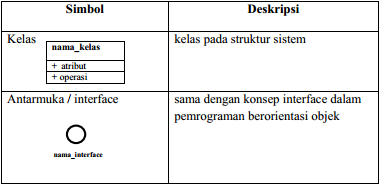 Simbol Deskripsi
Kelas kelas pada struktur sistem
nama_kelas
+ atribut
+ operasi
Antarmuka / interface sama dengan konsep interface dalam
pemrograman berorientasi objek
nama_interface